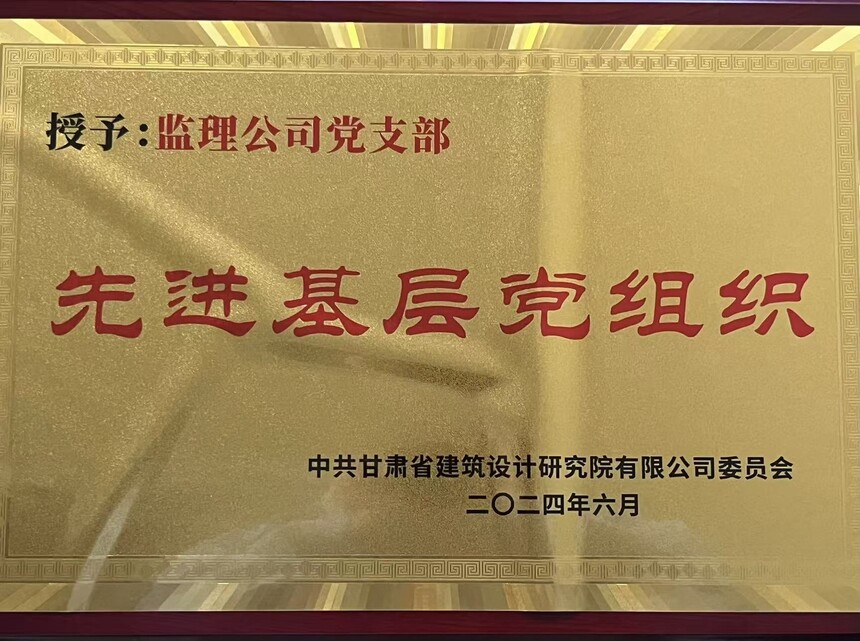 授予:监理公司党支部
先进基层党组织
中共甘肃省建筑设计研究院有限公司委员会
二〇二四年六月